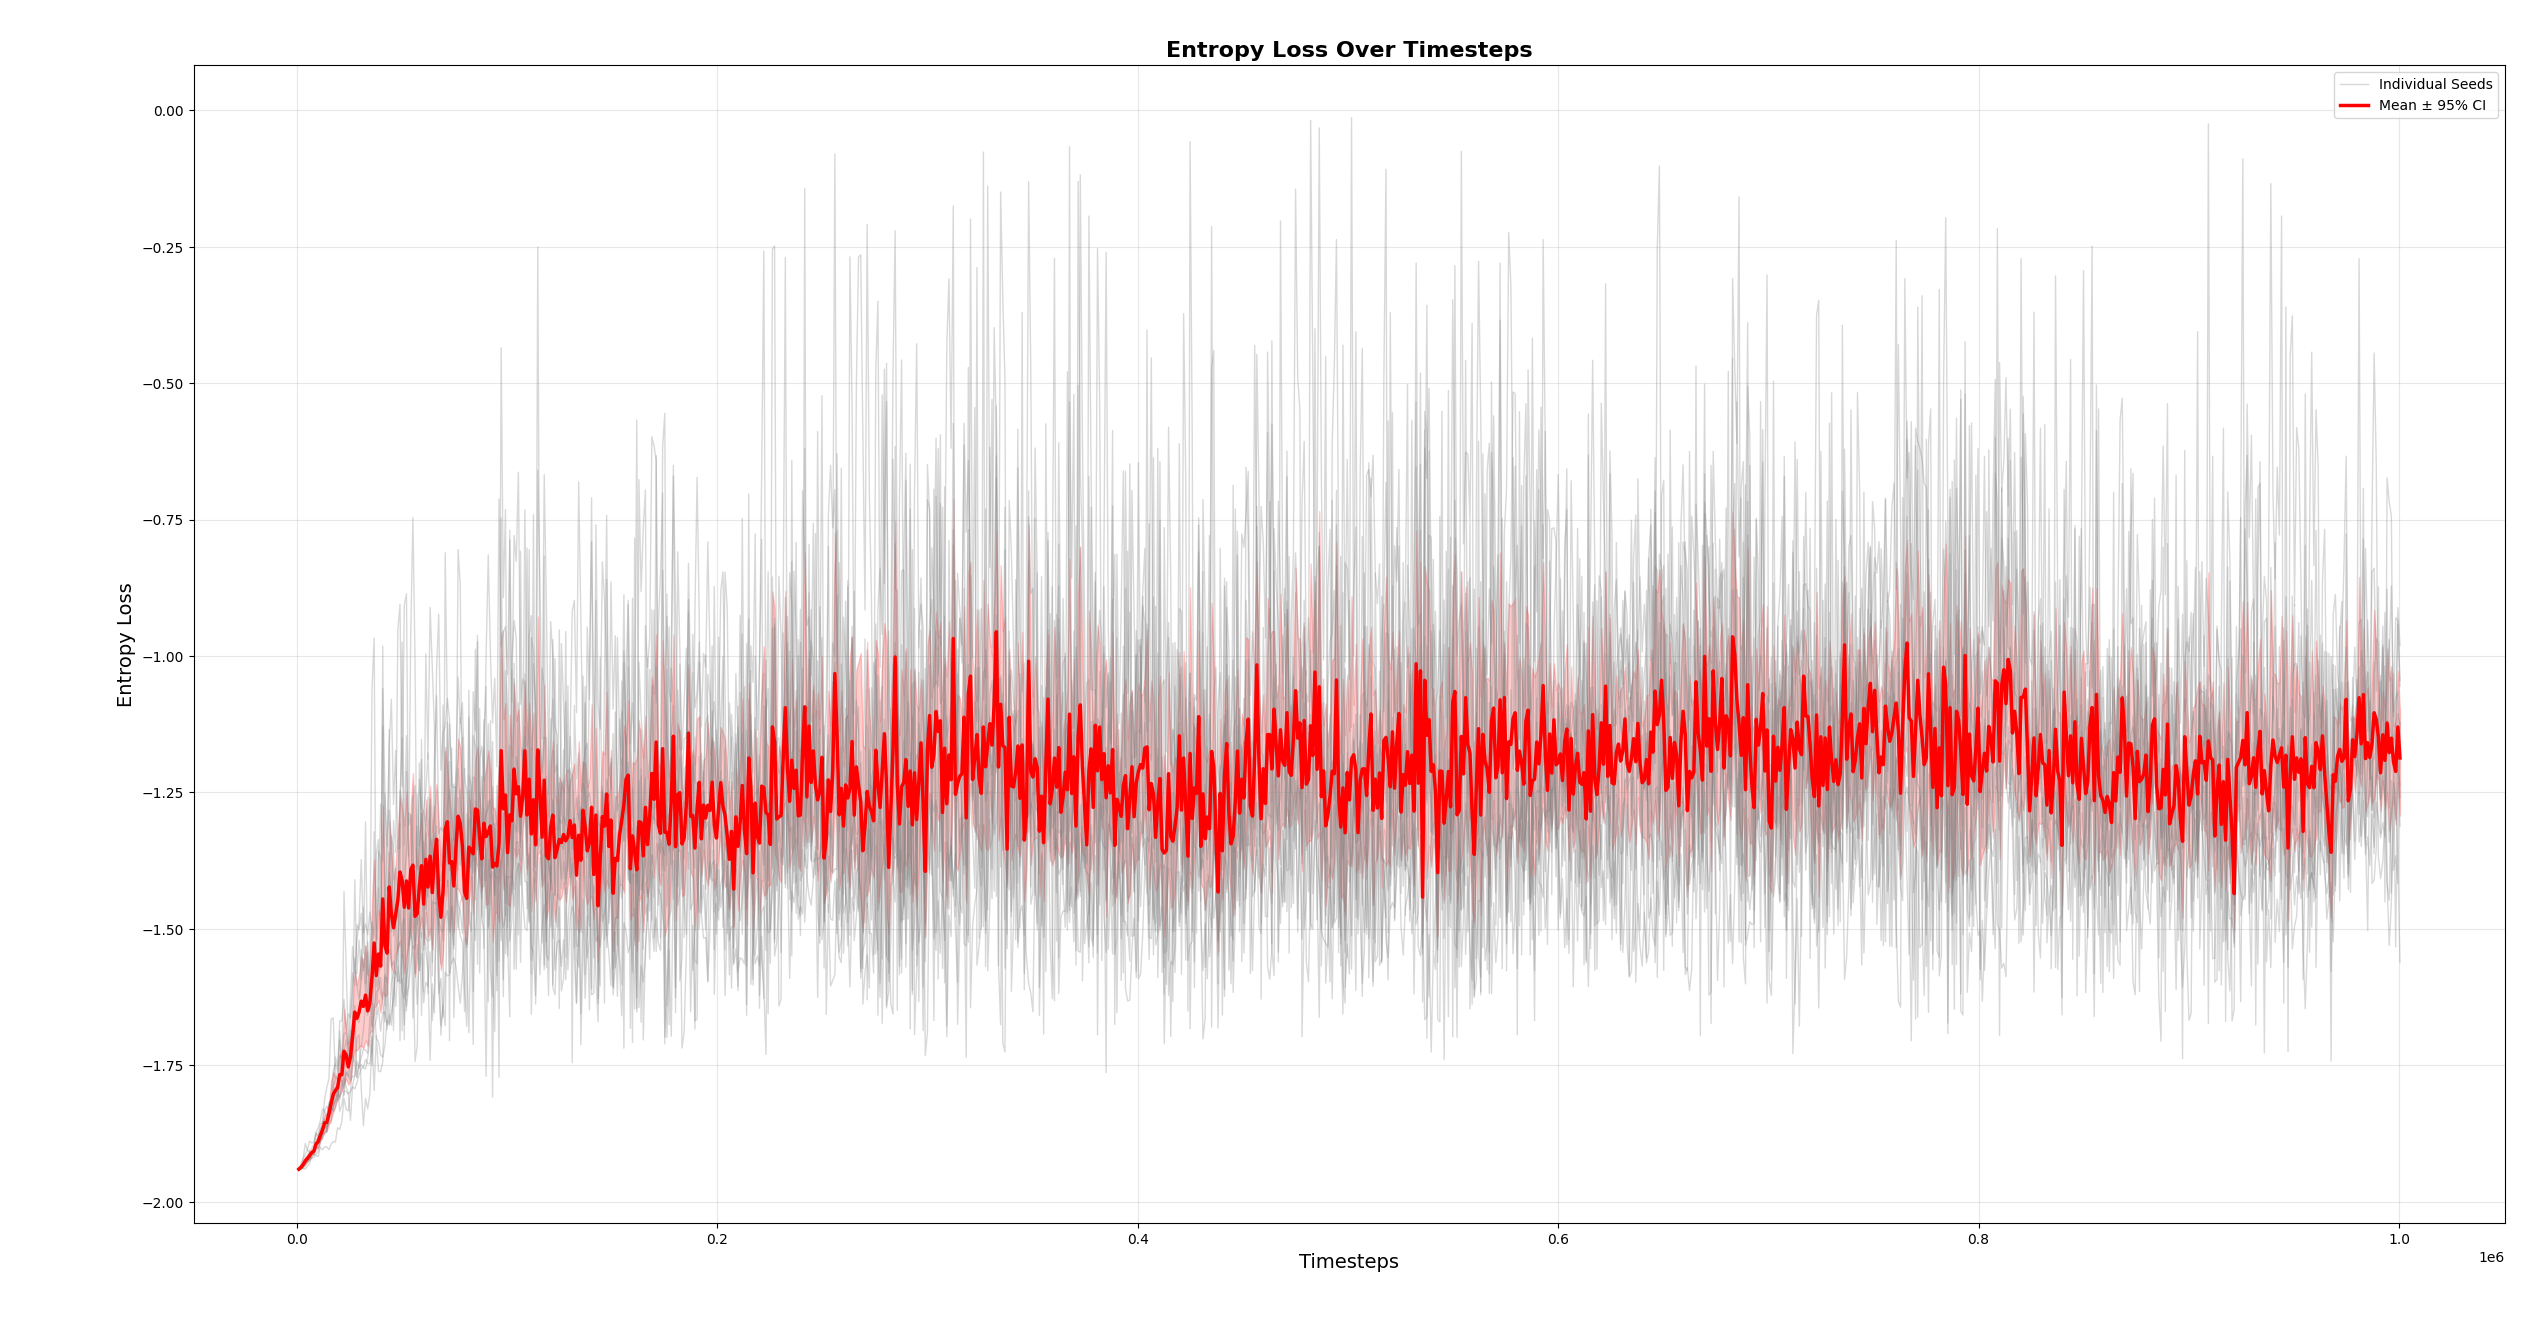 Entropy Loss Over Timesteps
Individual Seeds
Mean ± 95% CI
Entropy Loss
0.00
−0.25
−0.50
−0.75
−1.00
−1.25
−1.50
−1.75
−2.00
0.0 0.2 0.4 0.6 0.8 1.0
1e6
Timesteps